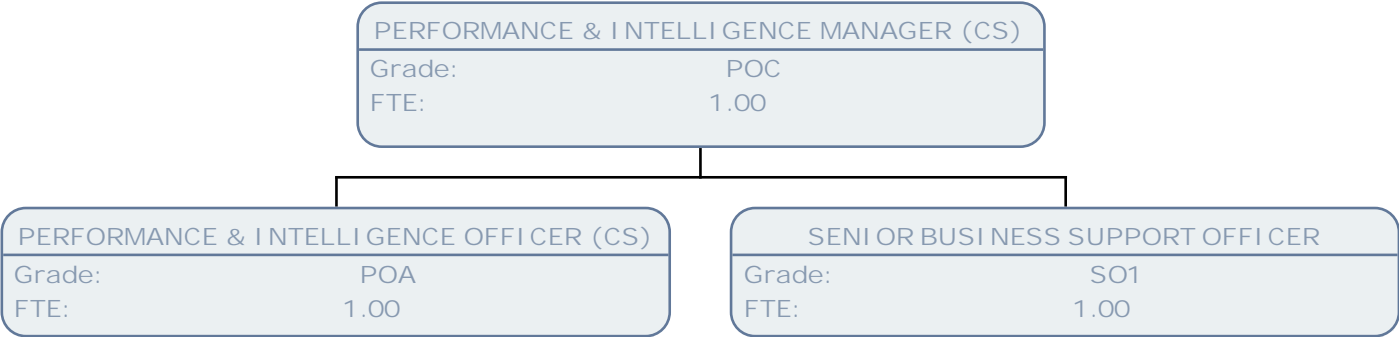 PERFORMANCE & INTELLIGENCE MANAGER (CS)
Grade: POC
FTE: 1.00
PERFORMANCE & INTELLIGENCE OFFICER (CS)
Grade: POA
FTE: 1.00
SENIOR BUSINESS SUPPORT OFFICER
Grade: SO1
FTE: 1.00